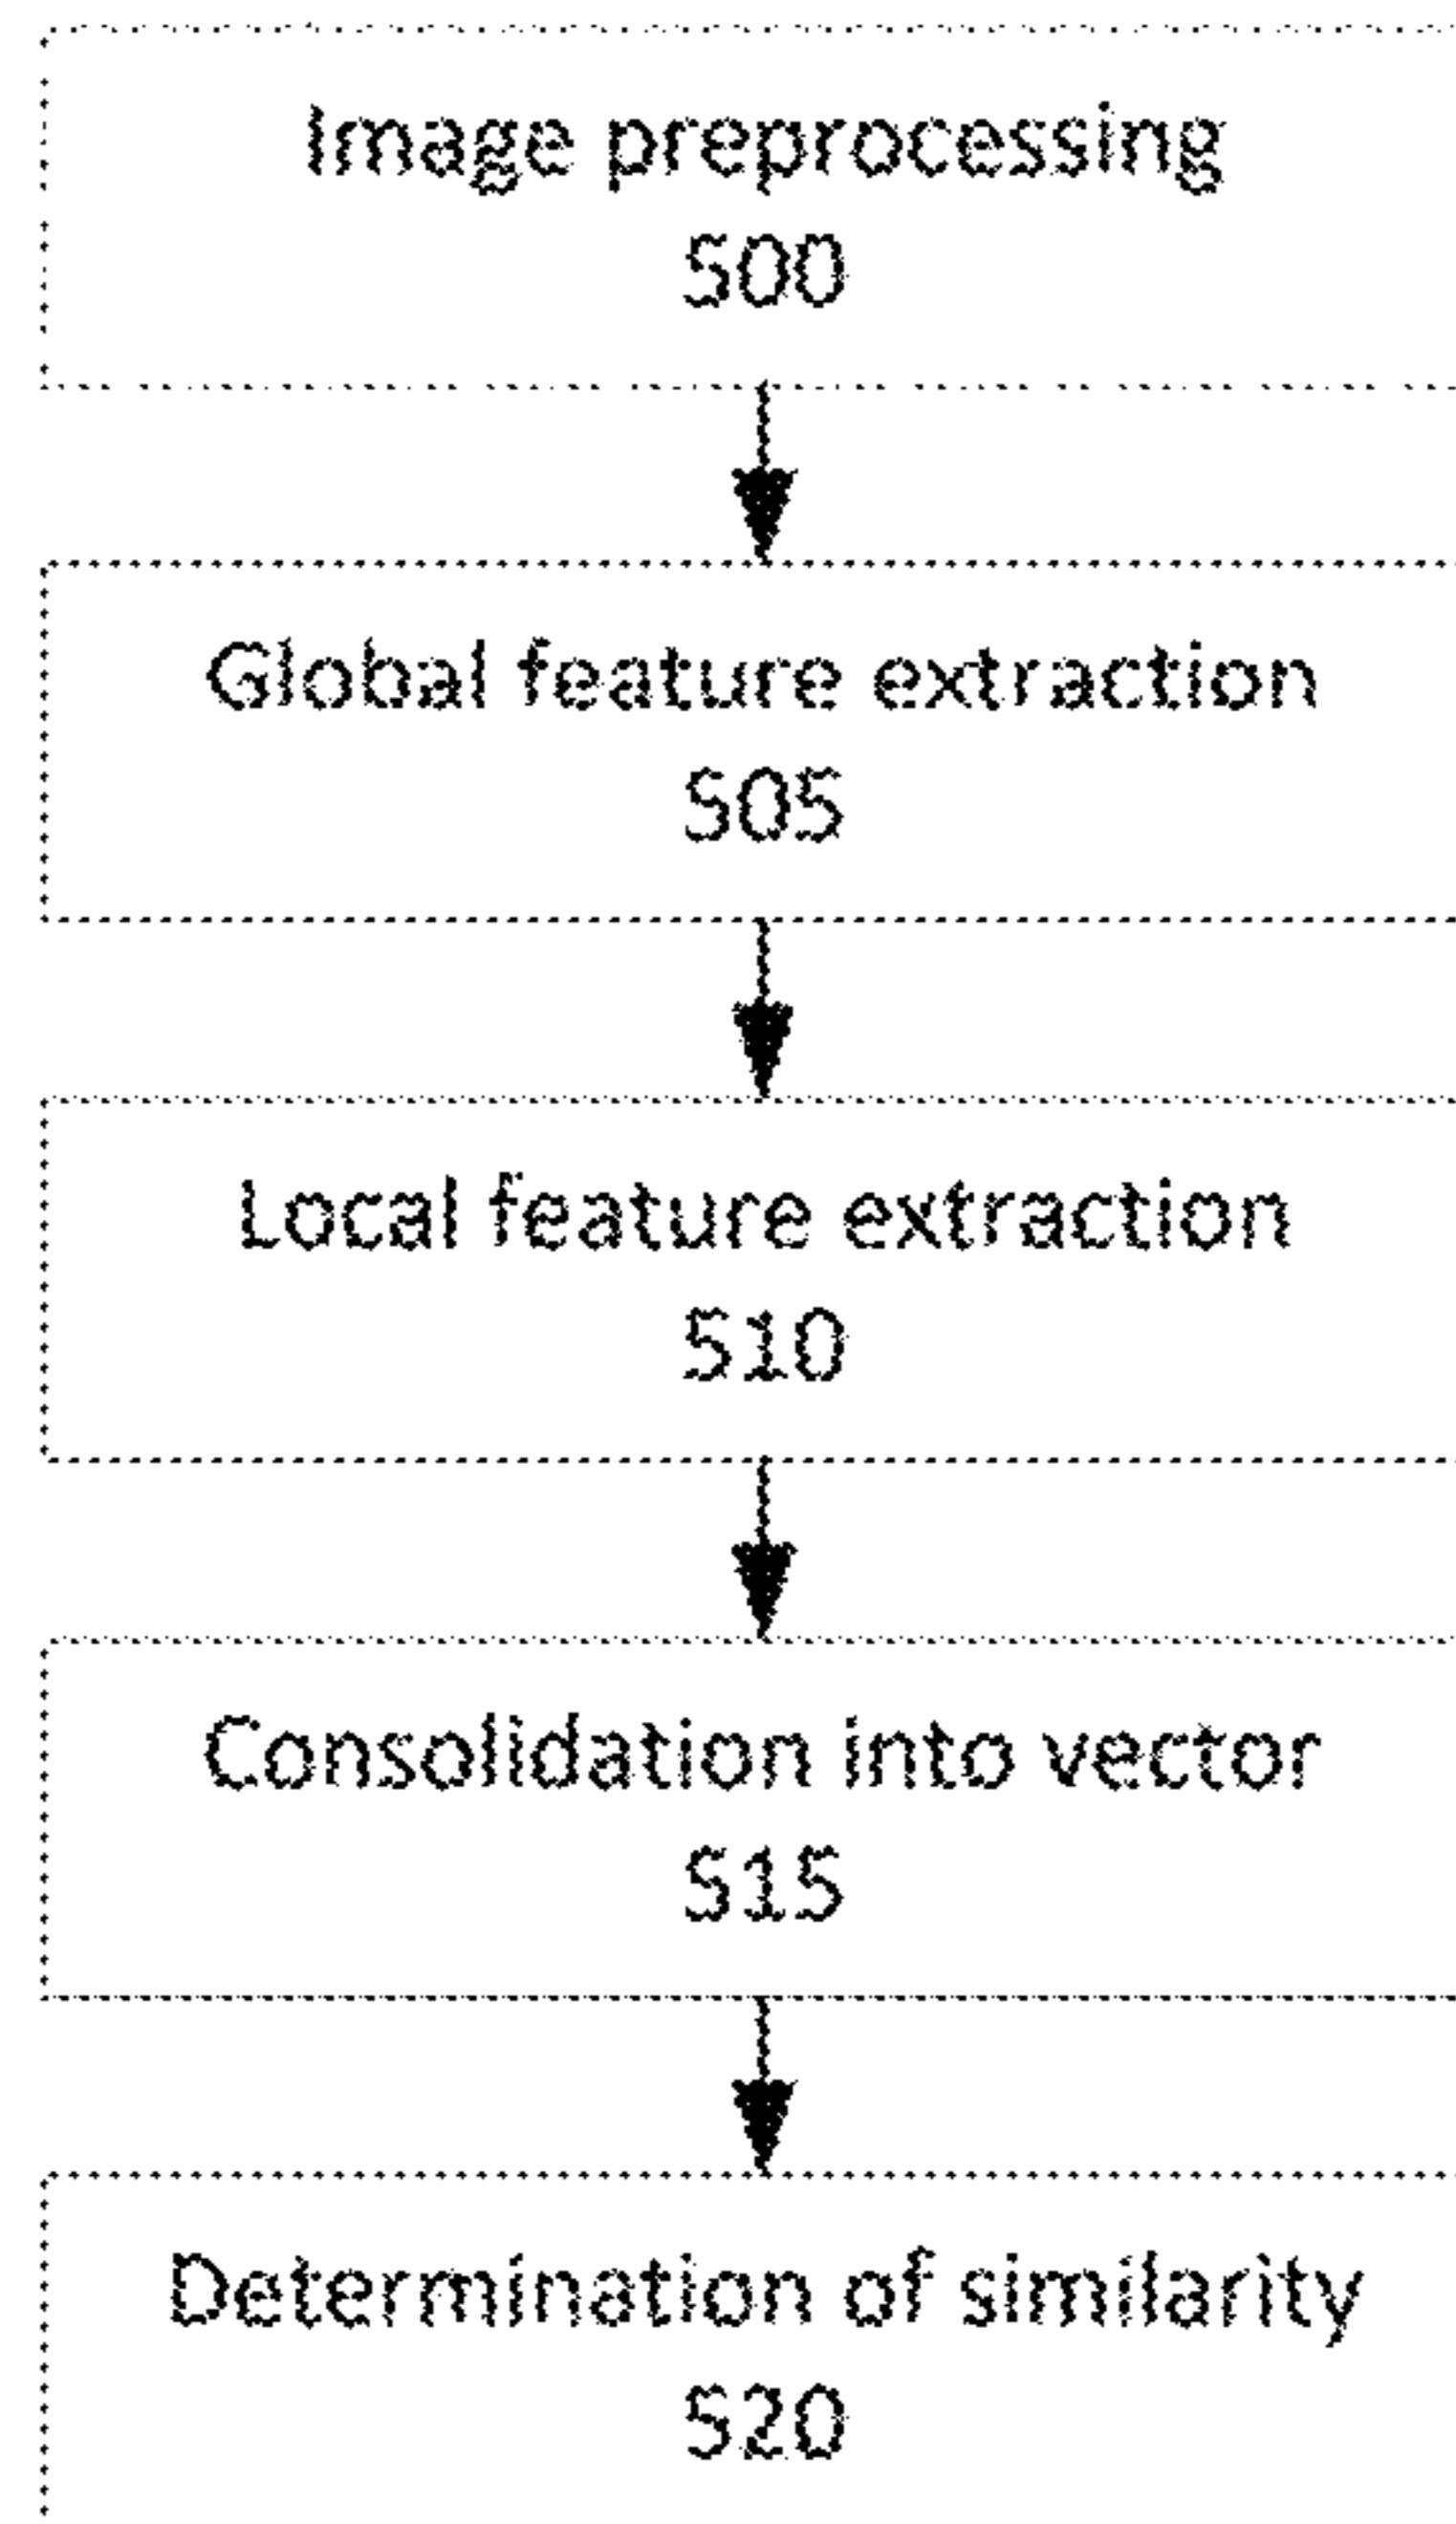 Image preprocessing
500
Global feature extraction
505
Local feature extraction
510
Consolidation into vector
515
Determination of similarity
520